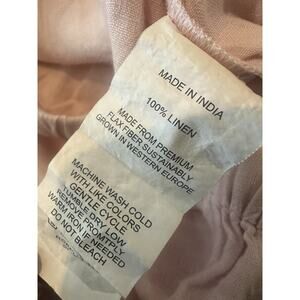 MADE IN INDIA
100% LINEN
MADE FROM PREMIUM
FLAX FIBER SUSTAINABLY
GROWN IN WESTERN EUROPE
MACHINE WASH COLD
WITH LIKE COLORS
GENTLE CYCLE
TUMBLE DRY LOW
WARM IRON IF NEEDED
DO NOT BLEACH